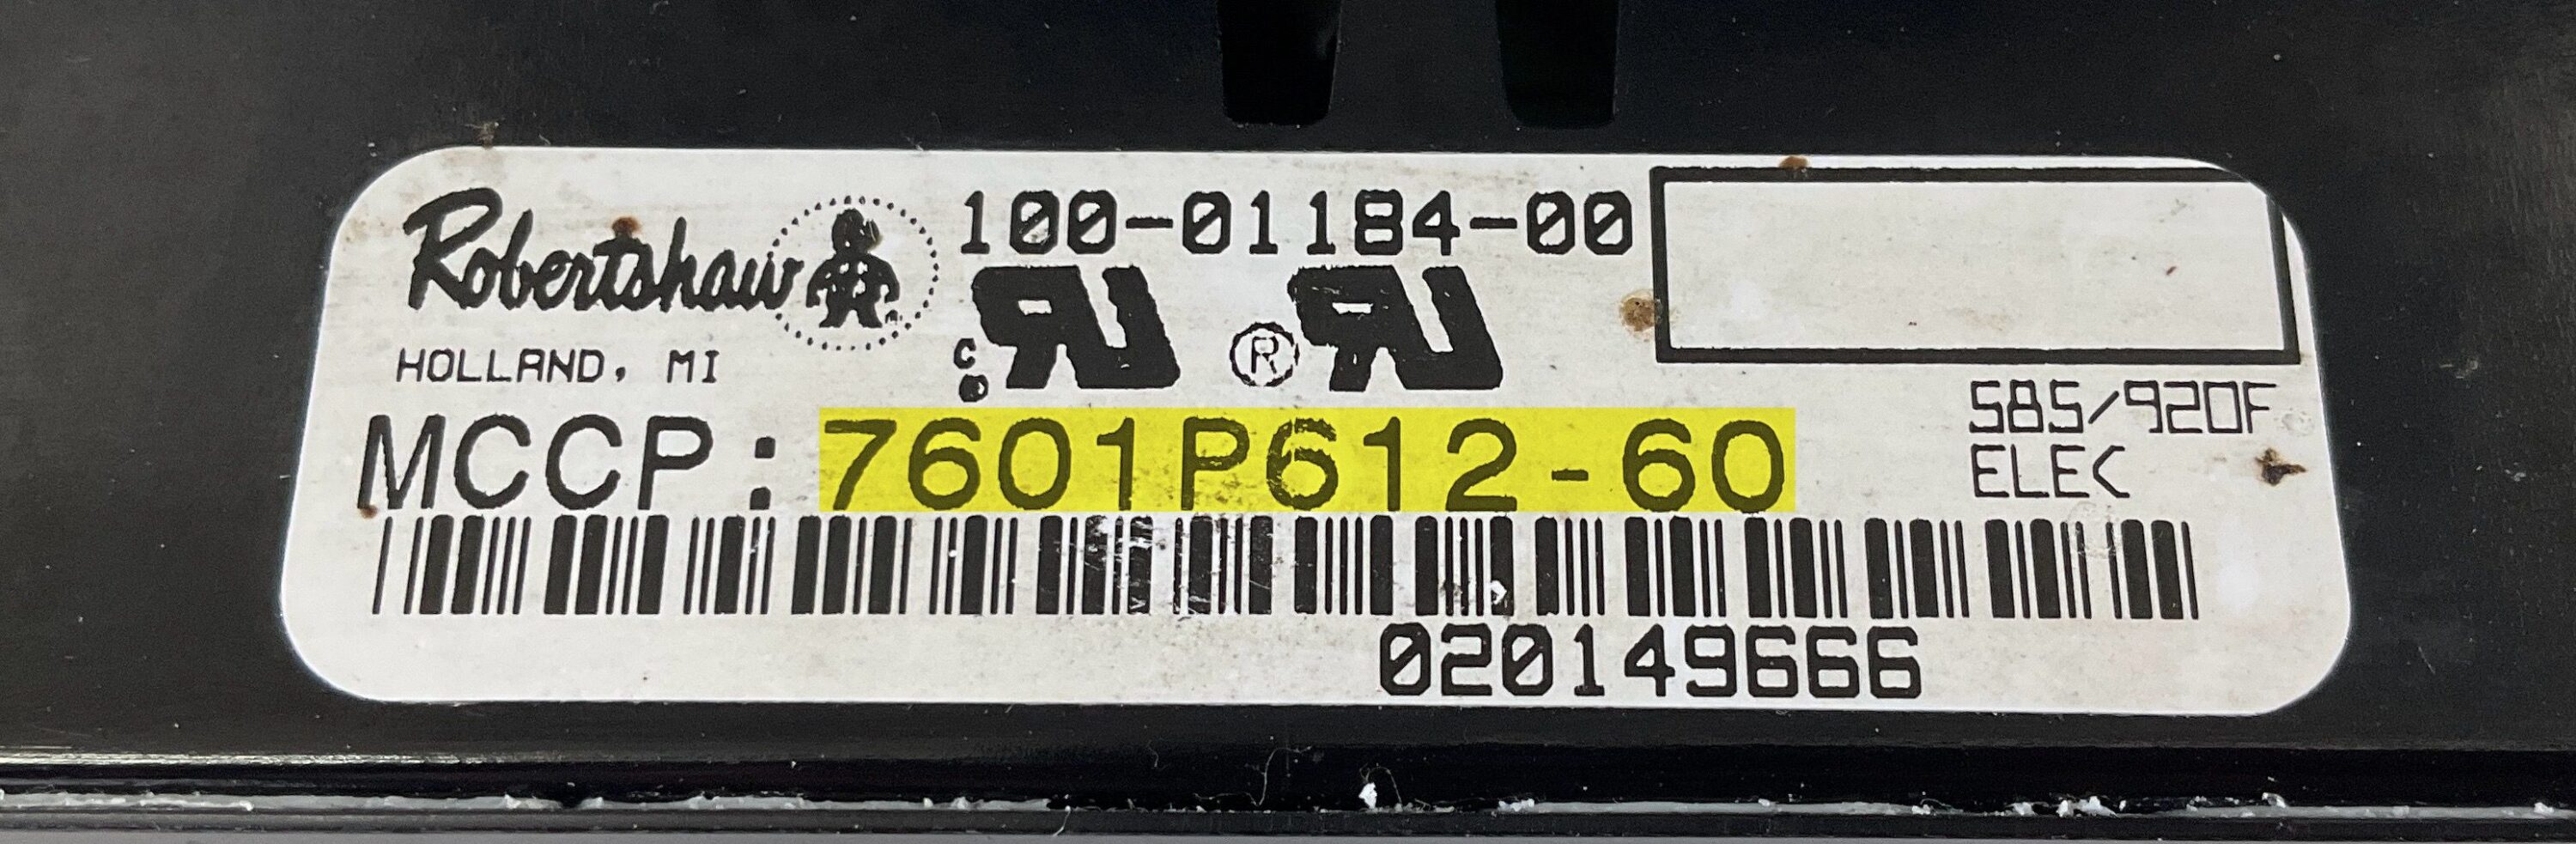 Robertshaw 100-01184-00
HOLLAND, MI
MCCP:7601P612-60
585/920F
ELEC
020149666